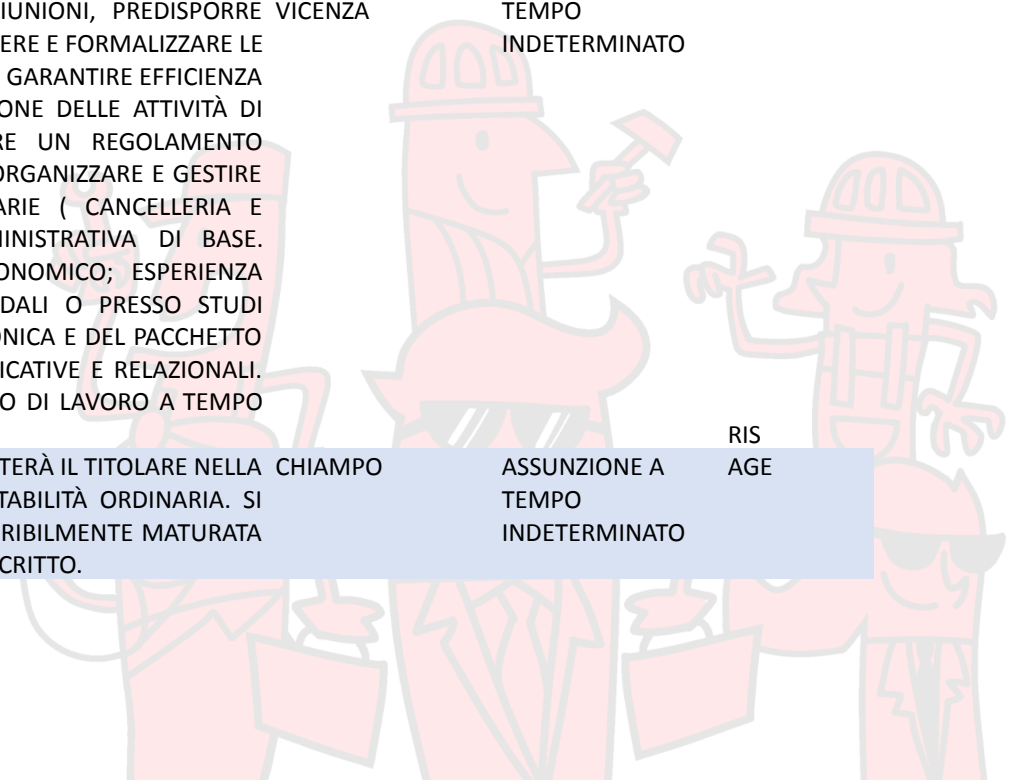 IUNIONI, PREDISPORRE VICENZA TEMPO
ERE E FORMALIZZARE LE INDETERMINATO
GARANTIRE EFFICIENZA
ONE DELLE ATTIVITÀ DI
RE UN REGOLAMENTO
ORGANIZZARE E GESTIRE
ARIE ( CANCELLERIA E
MINISTRATIVA DI BASE.
ONOMICO; ESPERIENZA
DALI O PRESSO STUDI
ONICA E DEL PACCHETTO
ICATIVE E RELAZIONALI.
O DI LAVORO A TEMPO
RIS
TERÀ IL TITOLARE NELLA CHIAMPO ASSUNZIONE A AGE
TABILITÀ ORDINARIA. SI TEMPO
RIBILMENTE MATURATA INDETERMINATO
CRITTO.